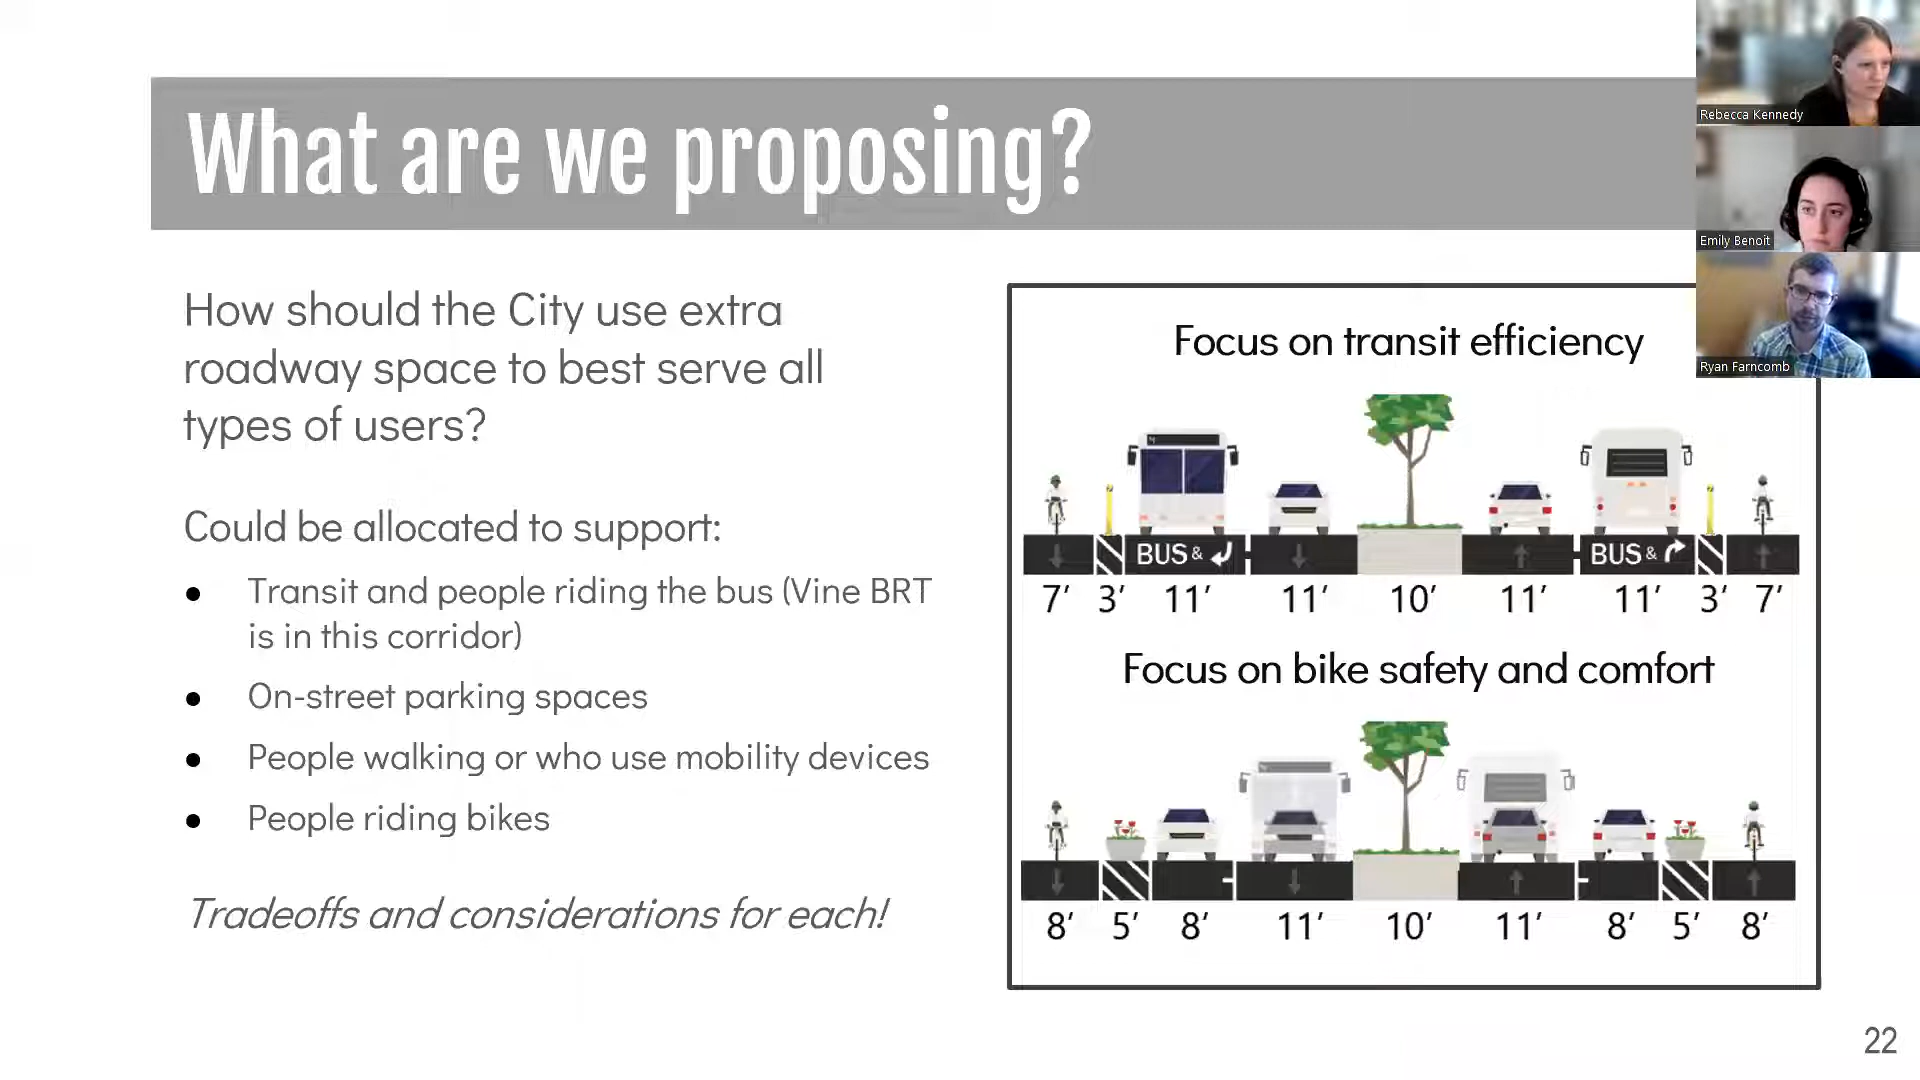 What are we proposing?
Rebecca Kennedy
Emily Benoit
Ryan Farncomb
How should the City use extra
roadway space to best serve all
types of users?
Could be allocated to support:
● Transit and people riding the bus (Vine BRT
is in this corridor)
● On-street parking spaces
● People walking or who use mobility devices
● People riding bikes
Tradeoffs and considerations for each!
Focus on transit efficiency
BUS & BUS &
7' 3' 11' 11' 10' 11' 11' 3' 7'
Focus on bike safety and comfort
8' 5' 8' 11' 10' 11' 8' 5' 8'
22